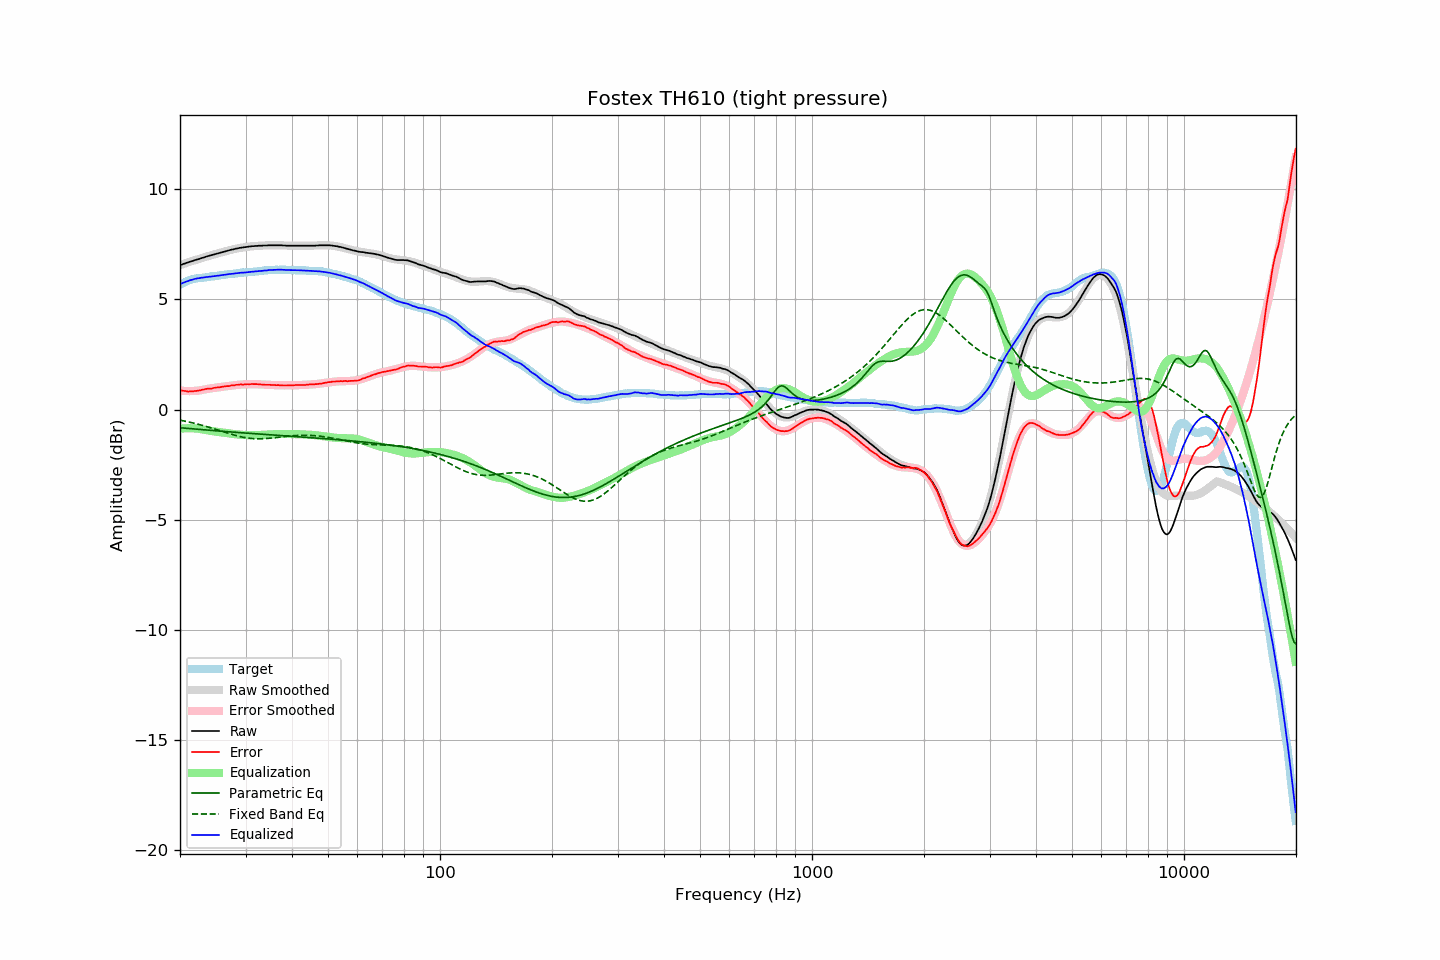 Fostex TH610 (tight pressure)
10
5
0
−5
−10
−15
−20
Amplitude (dBr)
Target
Raw Smoothed
Error Smoothed
Raw
Error
Equalization
Parametric Eq
Fixed Band Eq
Equalized
100
1000
10000
Frequency (Hz)